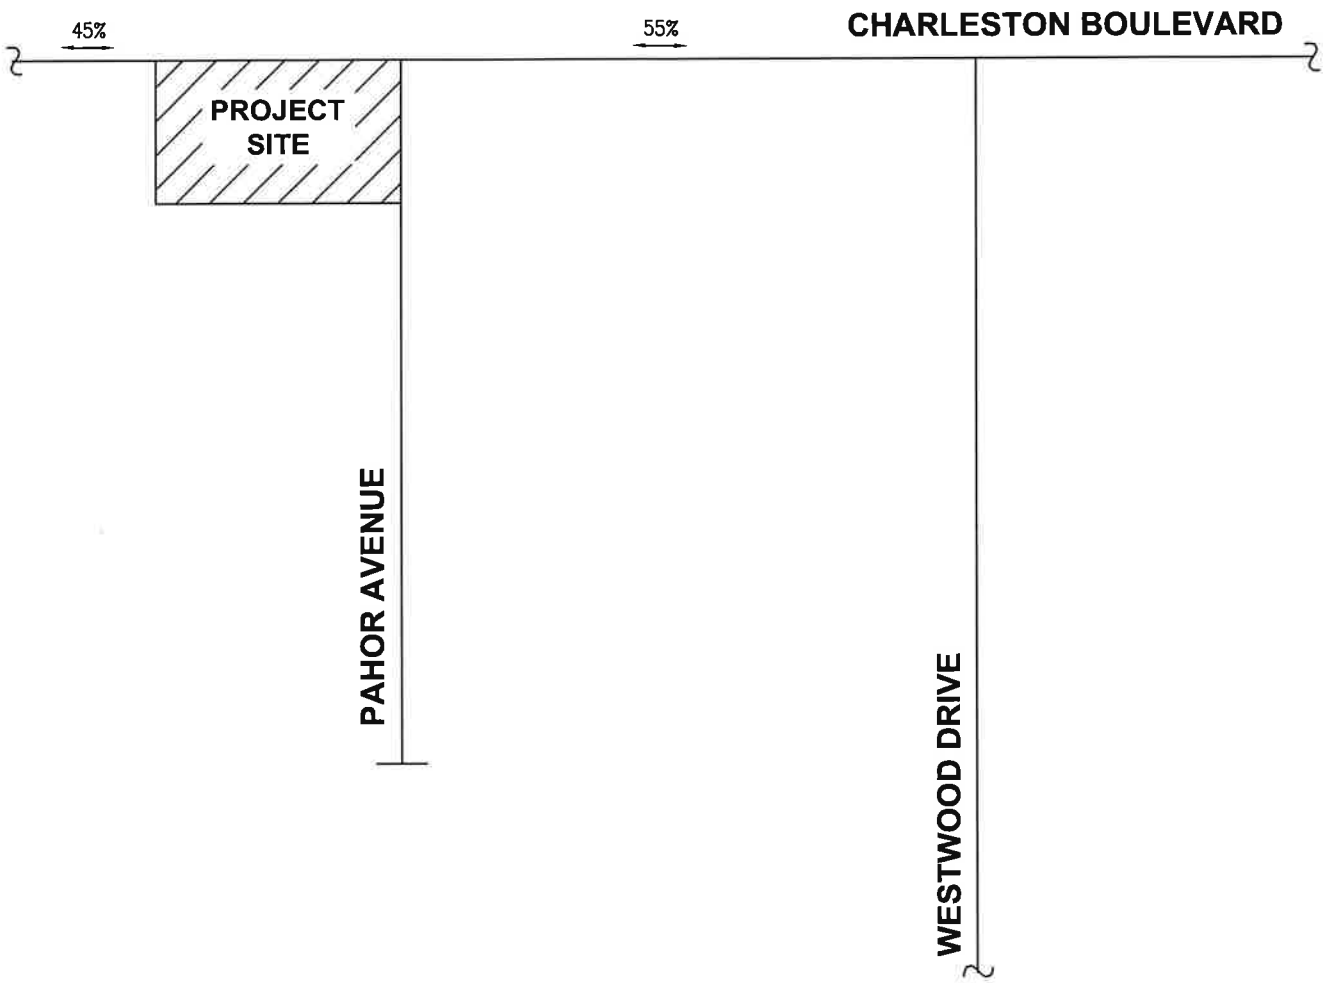 CHARLESTON BOULEVARD
45%
55%
PROJECT
SITE
PAHOR AVENUE
WESTWOOD DRIVE